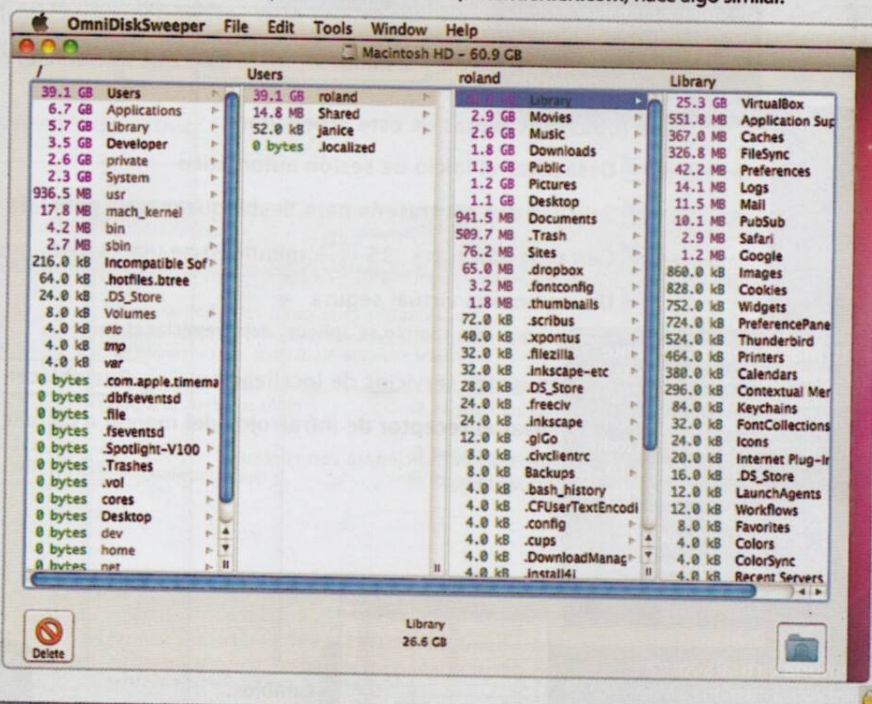 hace algo similar.
OmniDiskSweeper File Edit Tools Window Help
Macintosh HD - 60.9 GB
/
39.1 GB Users
6.7 GB Applications
5.7 GB Library
3.5 GB Developer
2.6 GB private
2.3 GB System
936.5 MB usr
17.8 MB mach_kernel
4.2 MB bin
2.7 MB sbin
216.0 kB Incompatible Sof
64.0 kB .hotfiles.btree
24.0 kB .DS_Store
8.0 kB Volumes
4.0 kB etc
4.0 kB tmp
4.0 kB var
0 bytes .com.apple.timema
0 bytes .dbfseventsd
0 bytes .file
0 bytes .fseventsd
0 bytes .Spotlight-V100
0 bytes .Trashes
0 bytes .vol
0 bytes cores
0 bytes Desktop
0 bytes dev
0 bytes home
0 bytes net
Users
39.1 GB roland
14.8 MB Shared
52.0 kB janice
0 bytes .localized
roland
Library
2.9 GB Movies
2.6 GB Music
1.8 GB Downloads
1.3 GB Public
1.2 GB Pictures
1.1 GB Desktop
941.5 MB Documents
509.7 MB .Trash
76.2 MB Sites
65.0 MB .dropbox
3.2 MB .fontconfig
1.8 MB .thumbnails
72.0 kB .scribus
40.0 kB .xpontus
32.0 kB .filezilla
32.0 kB .inkscape-etc
28.0 kB .DS_Store
24.0 kB .freeciv
24.0 kB .inkscape
12.0 kB .glGo
8.0 kB .civclientrc
8.0 kB Backups
4.0 kB .bash_history
4.0 kB .CFUserTextEncodi
4.0 kB .config
4.0 kB .cups
4.0 kB .DownloadManag
4.0 kB .install4j
Library
25.3 GB VirtualBox
551.8 MB Application Sup
367.0 MB Caches
326.8 MB FileSync
42.2 MB Preferences
14.1 MB Logs
11.5 MB Mail
10.1 MB PubSub
2.9 MB Safari
1.2 MB Google
860.0 kB Images
828.0 kB Cookies
752.0 kB Widgets
724.0 kB PreferencePane
524.0 kB Thunderbird
464.0 kB Printers
380.0 kB Calendars
296.0 kB Contextual Mer
84.0 kB Keychains
32.0 kB FontCollections
24.0 kB Icons
20.0 kB Internet Plug-Ir
16.0 kB .DS_Store
12.0 kB LaunchAgents
12.0 kB Workflows
8.0 kB Favorites
4.0 kB Colors
4.0 kB ColorSync
4.0 kB Recent Servers
Delete
Library
26.6 GB